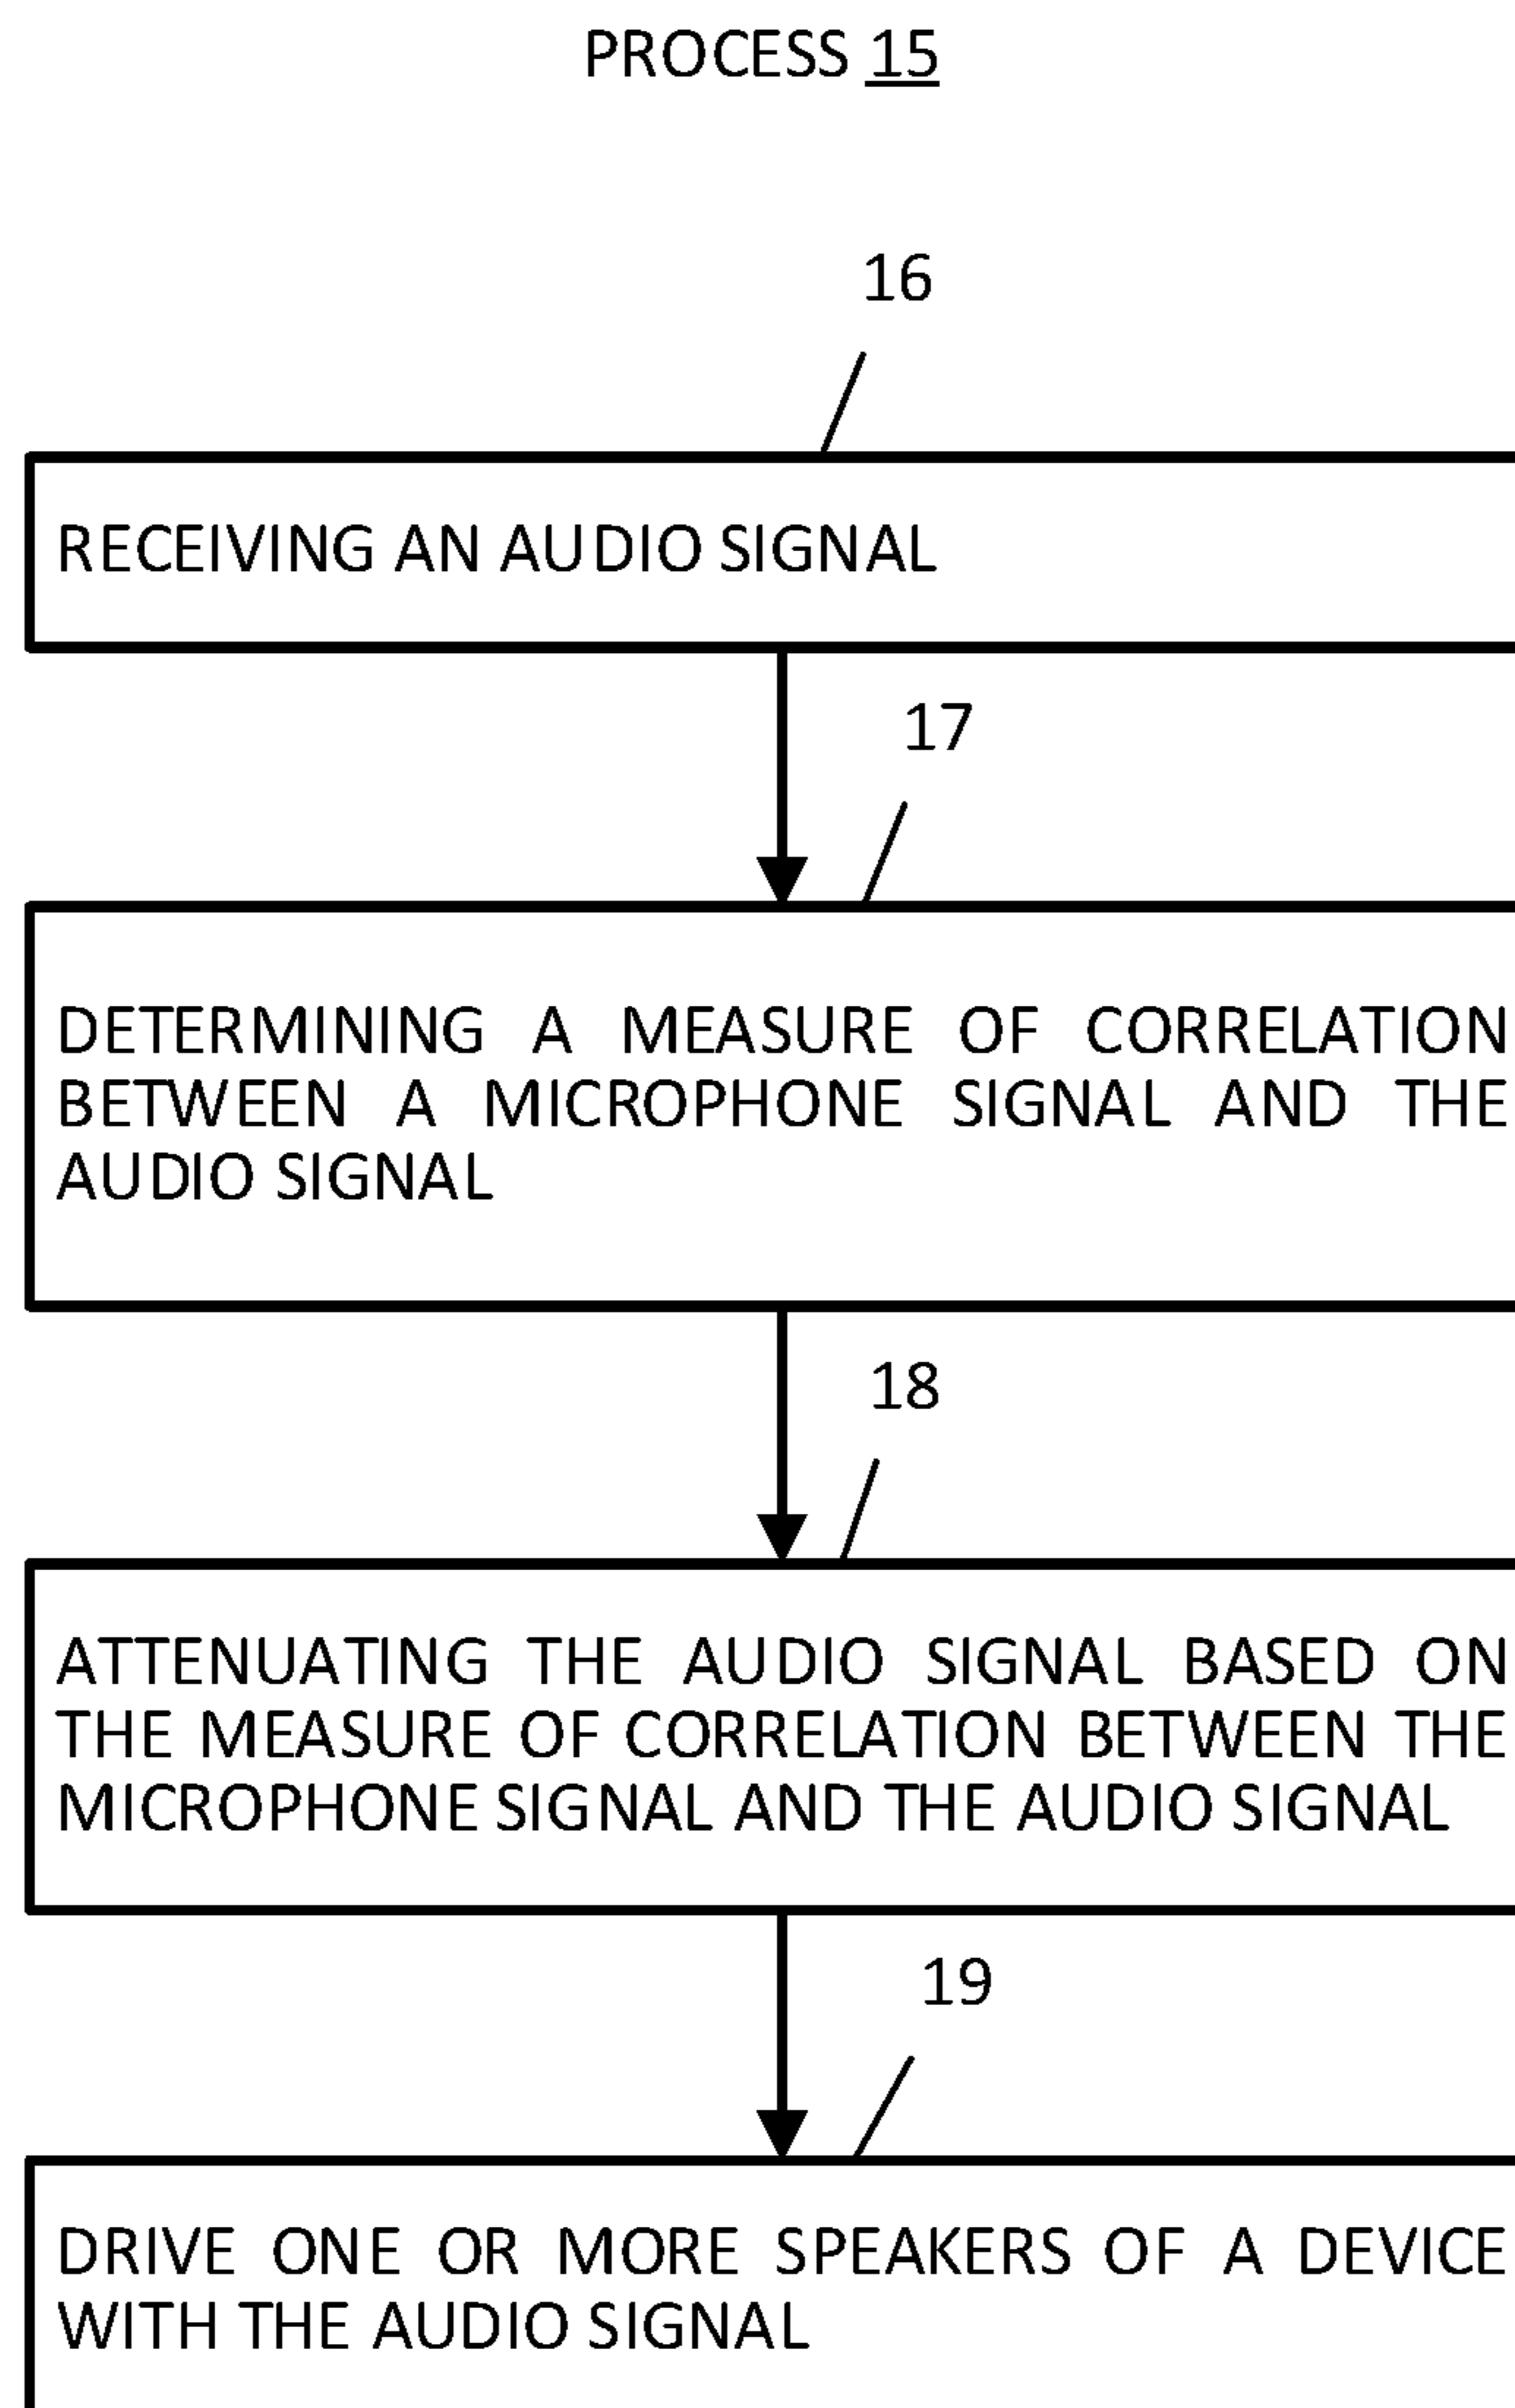 PROCESS 15
16
RECEIVING AN AUDIO SIGNAL
17
DETERMINING A MEASURE OF CORRELATION
BETWEEN A MICROPHONE SIGNAL AND THE
AUDIO SIGNAL
18
ATTENUATING THE AUDIO SIGNAL BASED ON
THE MEASURE OF CORRELATION BETWEEN THE
MICROPHONE SIGNAL AND THE AUDIO SIGNAL
19
DRIVE ONE OR MORE SPEAKERS OF A DEVICE
WITH THE AUDIO SIGNAL